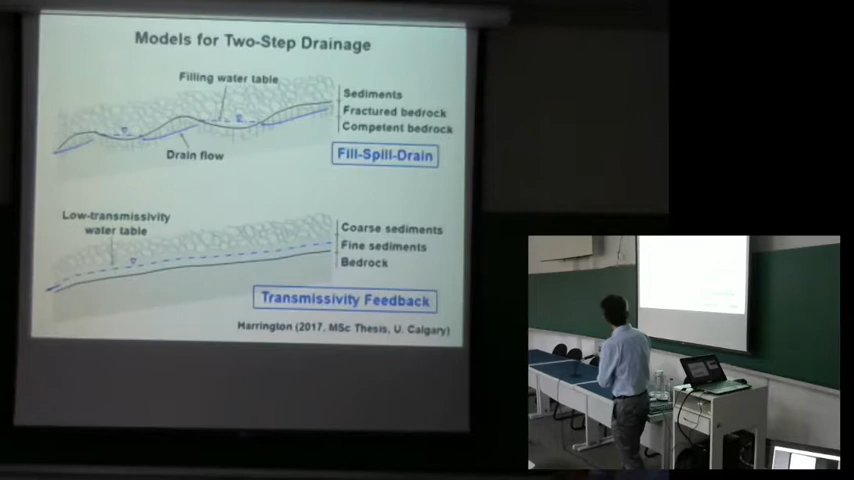 Models for Two-Step Drainage
Filling water table
Sediments
Fractured bedrock
Competent bedrock
Fill-Spill-Drain
Drain flow
Low-transmissivity
water table
Coarse sediments
Fine sediments
Bedrock
Transmissivity Feedback
Harrington (2017, MSc Thesis, U. Calgary)